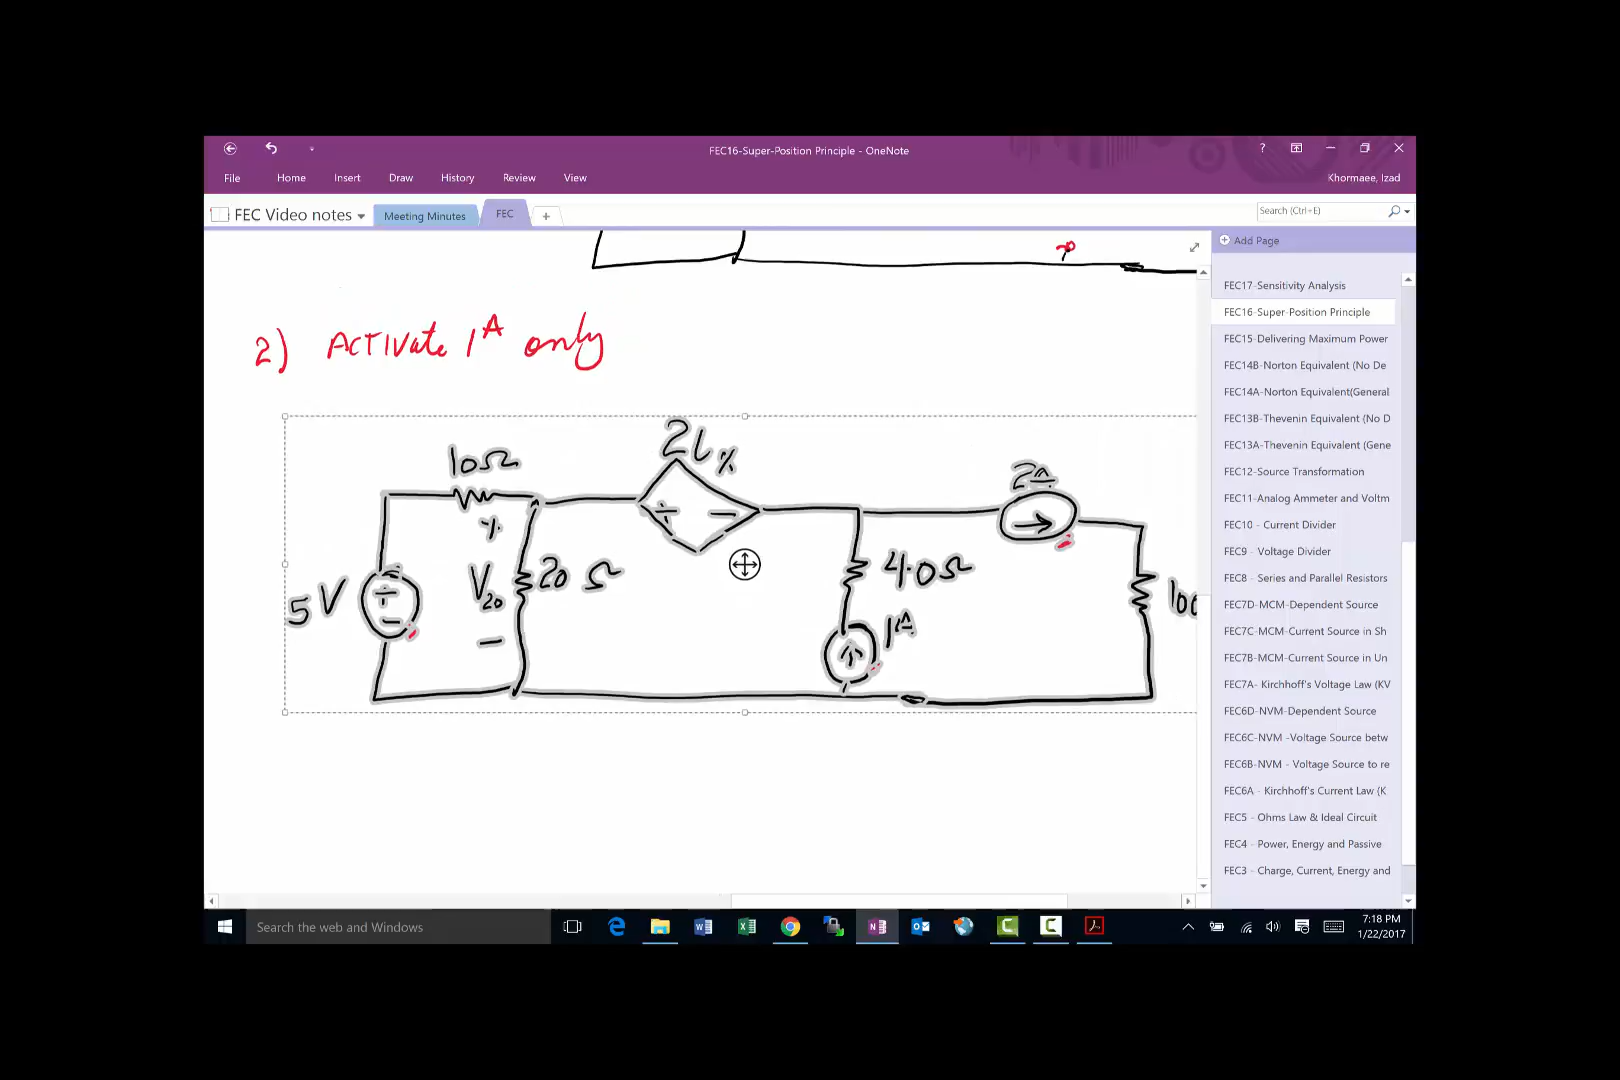 FEC16-Super-Position Principle - OneNote
?
File Home Insert Draw History Review View
Khormaee, Izad
FEC Video notes
Meeting Minutes
FEC
Search (Ctrl+E)
Add Page
2) Activate 1A only
10Ω
2ix
2A
+
-
5V
+
-
+
V20
-
20 Ω
40Ω
1A
FEC17-Sensitivity Analysis
FEC16-Super-Position Principle
FEC15-Delivering Maximum Power
FEC14B-Norton Equivalent (No De
FEC14A-Norton Equivalent(General
FEC13B-Thevenin Equivalent (No D
FEC13A-Thevenin Equivalent (Gene
FEC12-Source Transformation
FEC11-Analog Ammeter and Voltm
FEC10 - Current Divider
FEC9 - Voltage Divider
FEC8 - Series and Parallel Resistors
FEC7D-MCM-Dependent Source
FEC7C-MCM-Current Source in Sh
FEC7B-MCM-Current Source in Un
FEC7A- Kirchhoff's Voltage Law (KV
FEC6D-NVM-Dependent Source
FEC6C-NVM -Voltage Source betw
FEC6B-NVM - Voltage Source to re
FEC6A - Kirchhoff's Current Law (K
FEC5 - Ohms Law & Ideal Circuit
FEC4 - Power, Energy and Passive
FEC3 - Charge, Current, Energy and
Search the web and Windows
7:18 PM
1/22/2017